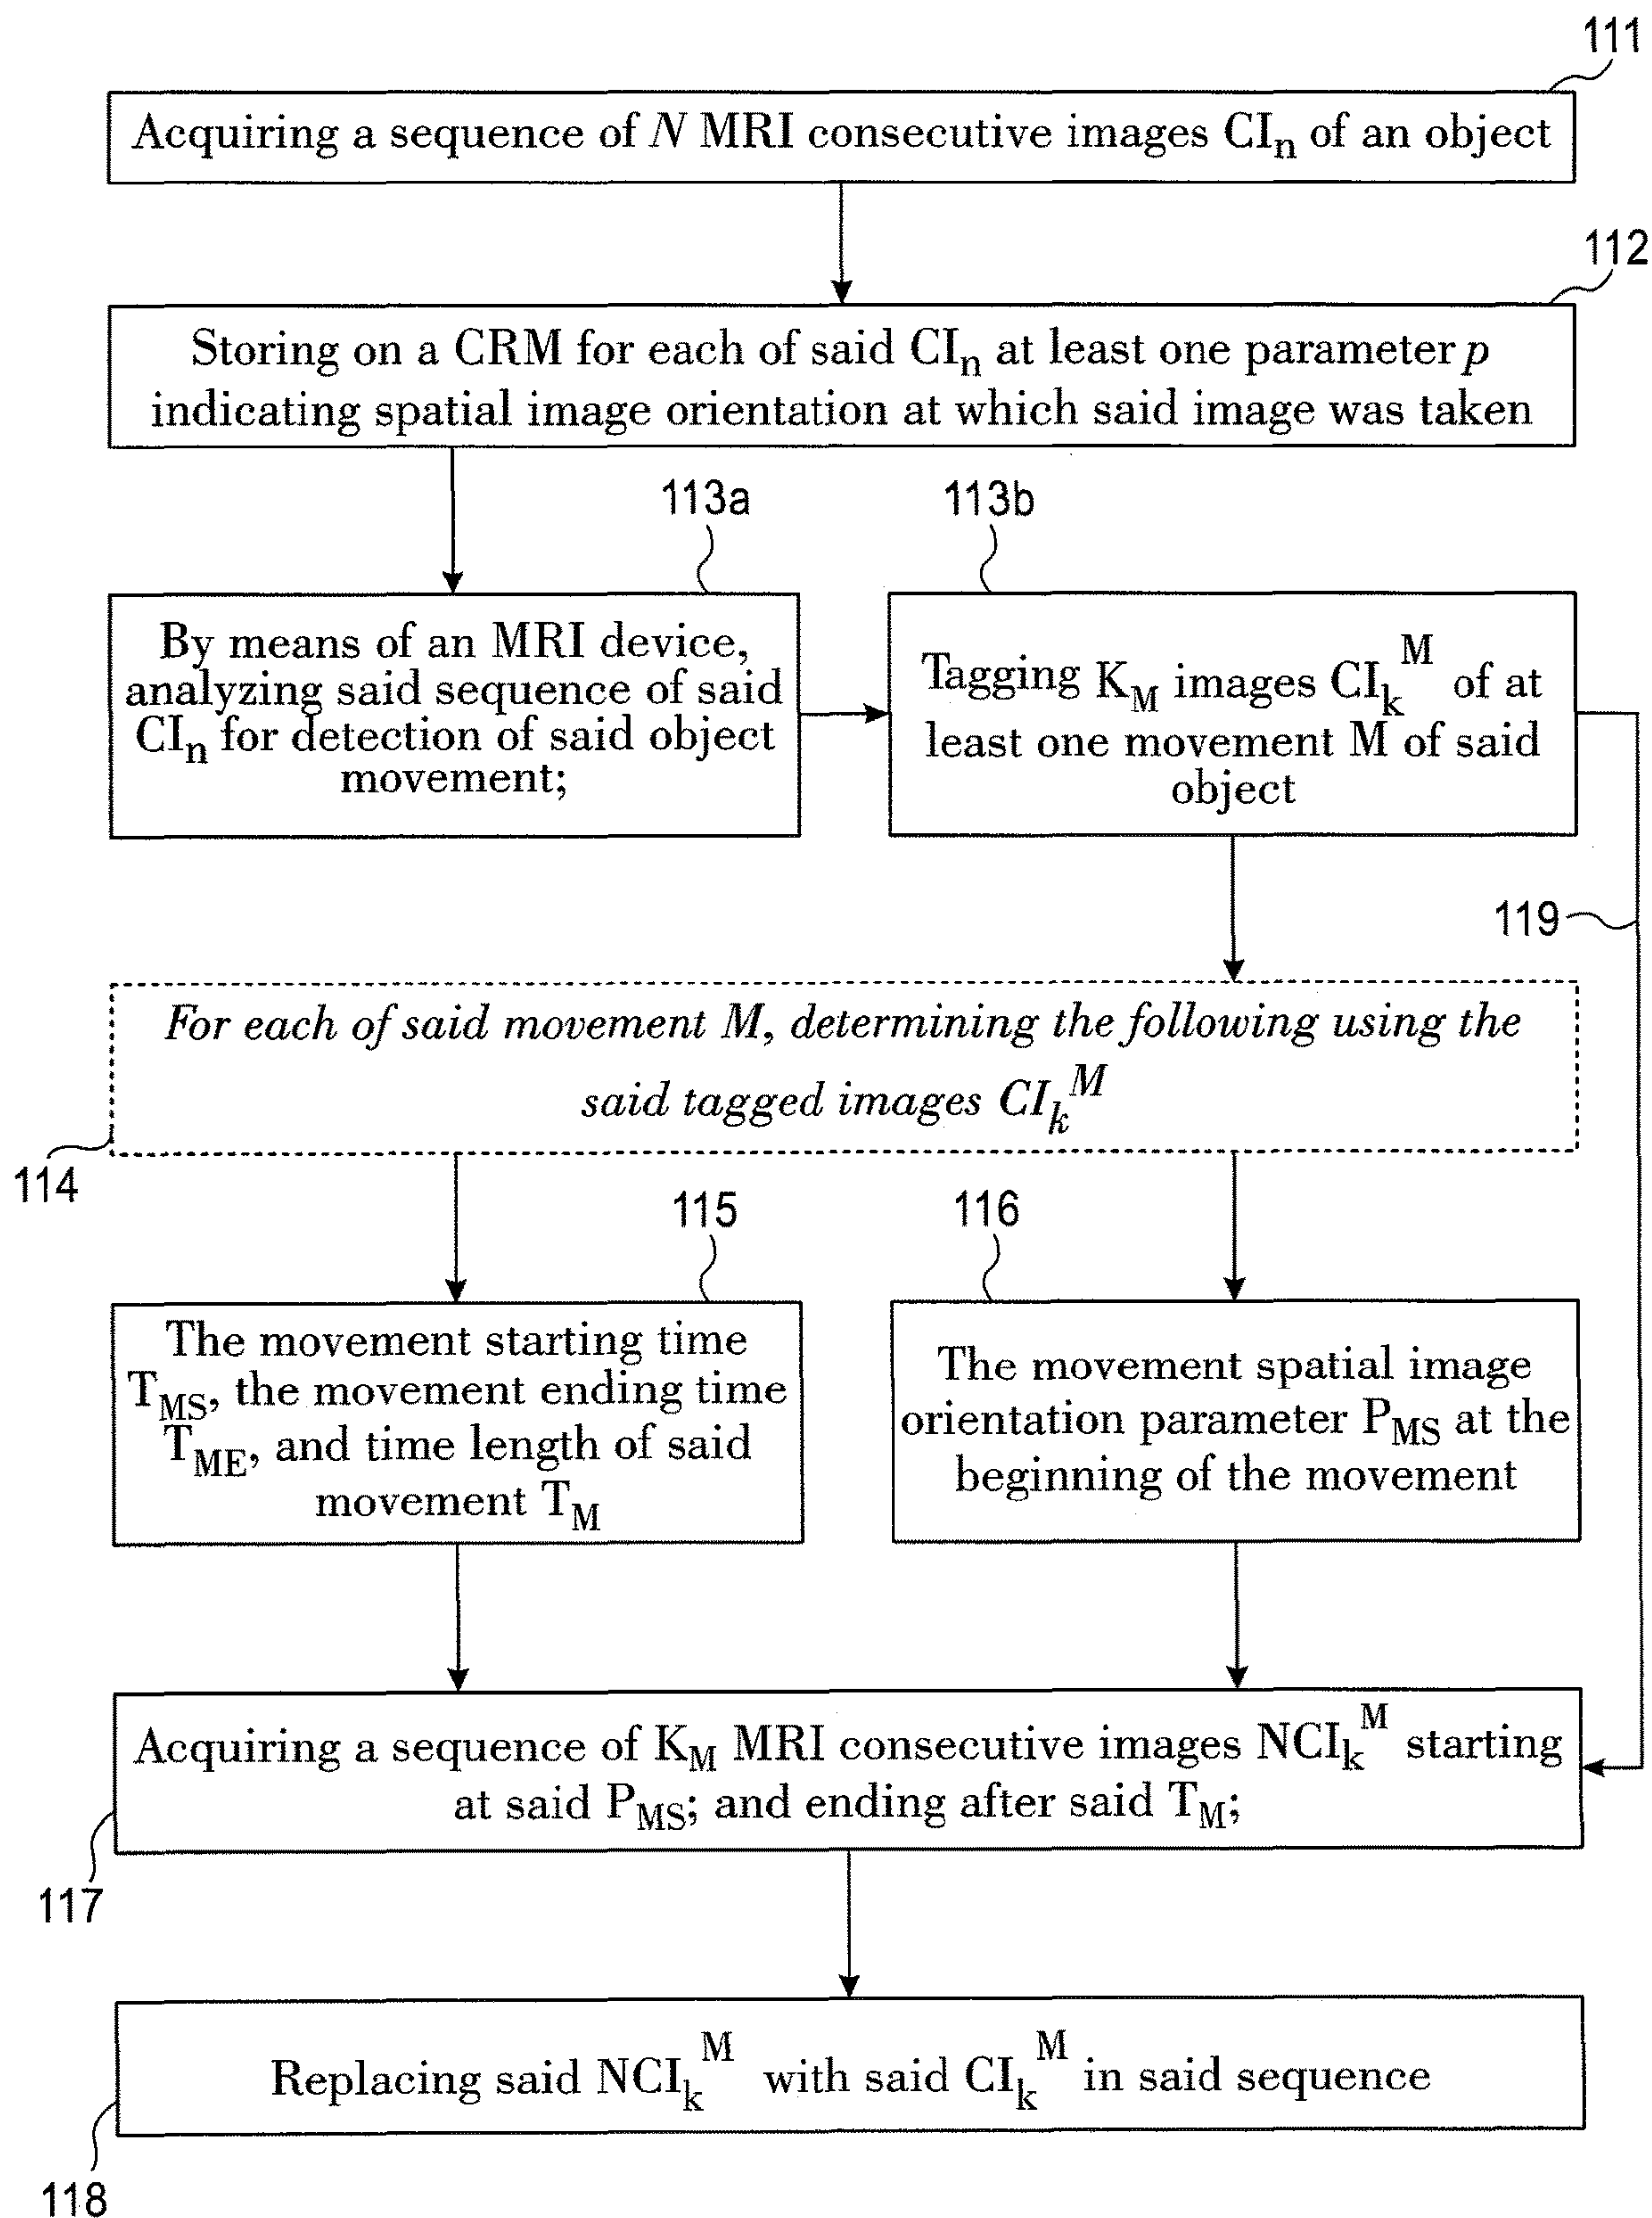 111
Acquiring a sequence of N MRI consecutive images CIn of an object
112
Storing on a CRM for each of said CIn at least one parameter p
indicating spatial image orientation at which said image was taken
113a
113b
By means of an MRI device,
analyzing said sequence of said
CIn for detection of said object
movement;
Tagging KM images CIkM of at
least one movement M of said
object
119
For each of said movement M, determining the following using the
said tagged images CIkM
114
115
116
The movement starting time
TMS, the movement ending time
TME, and time length of said
movement TM
The movement spatial image
orientation parameter PMS at the
beginning of the movement
Acquiring a sequence of KM MRI consecutive images NCIkM starting
at said PMS; and ending after said TM;
117
Replacing said NCIkM with said CIkM in said sequence
118